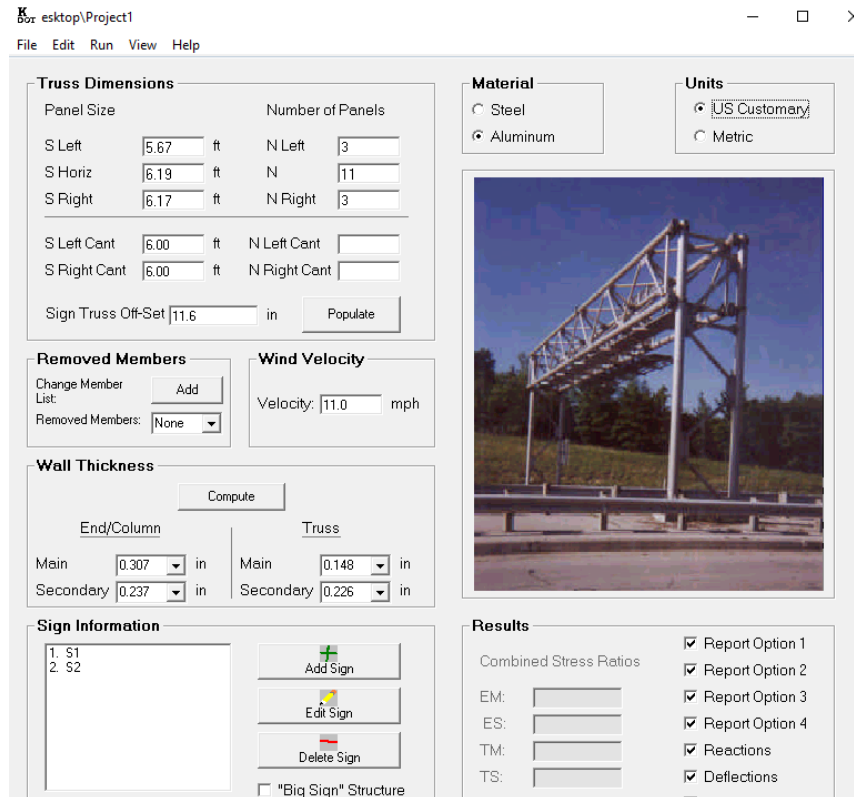 KDOT esktop\Project1
File Edit Run View Help
Truss Dimensions
Panel Size Number of Panels
S Left 5.67 ft N Left 3
S Horiz 6.19 ft N 11
S Right 6.17 ft N Right 3
S Left Cant 6.00 ft N Left Cant
S Right Cant 6.00 ft N Right Cant
Sign Truss Off-Set 11.6 in Populate
Material
Steel
Aluminum
Units
US Customary
Metric
Removed Members
Change Member
List:
Add
Removed Members: None
Wind Velocity
Velocity: 11.0 mph
Wall Thickness
Compute
End/Column Truss
Main 0.307 in Main 0.148 in
Secondary 0.237 in Secondary 0.226 in
Sign Information
1. S1
2. S2
Add Sign
Edit Sign
Delete Sign
"Big Sign" Structure
Results
Combined Stress Ratios
EM:
ES:
TM:
TS:
Report Option 1
Report Option 2
Report Option 3
Report Option 4
Reactions
Deflections